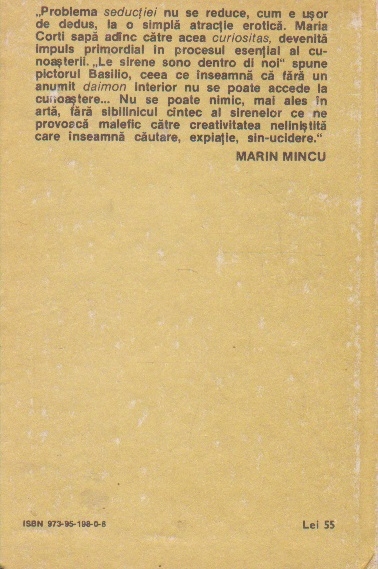 „Problema seducției nu se reduce, cum e ușor
de dedus, la o simplă atracție erotică. Maria
Corti sapă adînc către acea curiositas, devenită
impuls primordial în procesul esențial al cu-
noașterii. „Le sirene sono dentro di noi“ spune
pictorul Basilio, ceea ce înseamnă că fără un
anumit daimon interior nu se poate accede la
cunoaștere... Nu se poate nimic, mai ales în
artă, fără sibilinicul cîntec al sirenelor ce ne
provoacă malefic către creativitatea neliniștită
care înseamnă căutare, expiație, sin-ucidere.“
MARIN MINCU
ISBN 973-95-198-0-6
Lei 55